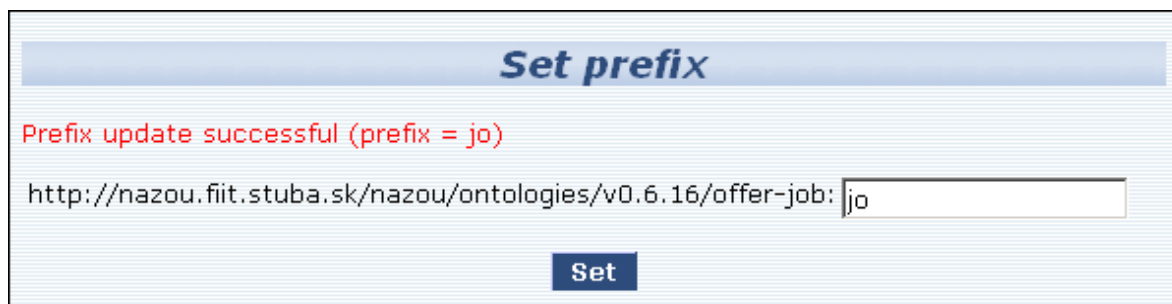 Set prefix
Prefix update successful (prefix = jo)
http://nazou.fiit.stuba.sk/nazou/ontologies/v0.6.16/offer-job: jo
Set